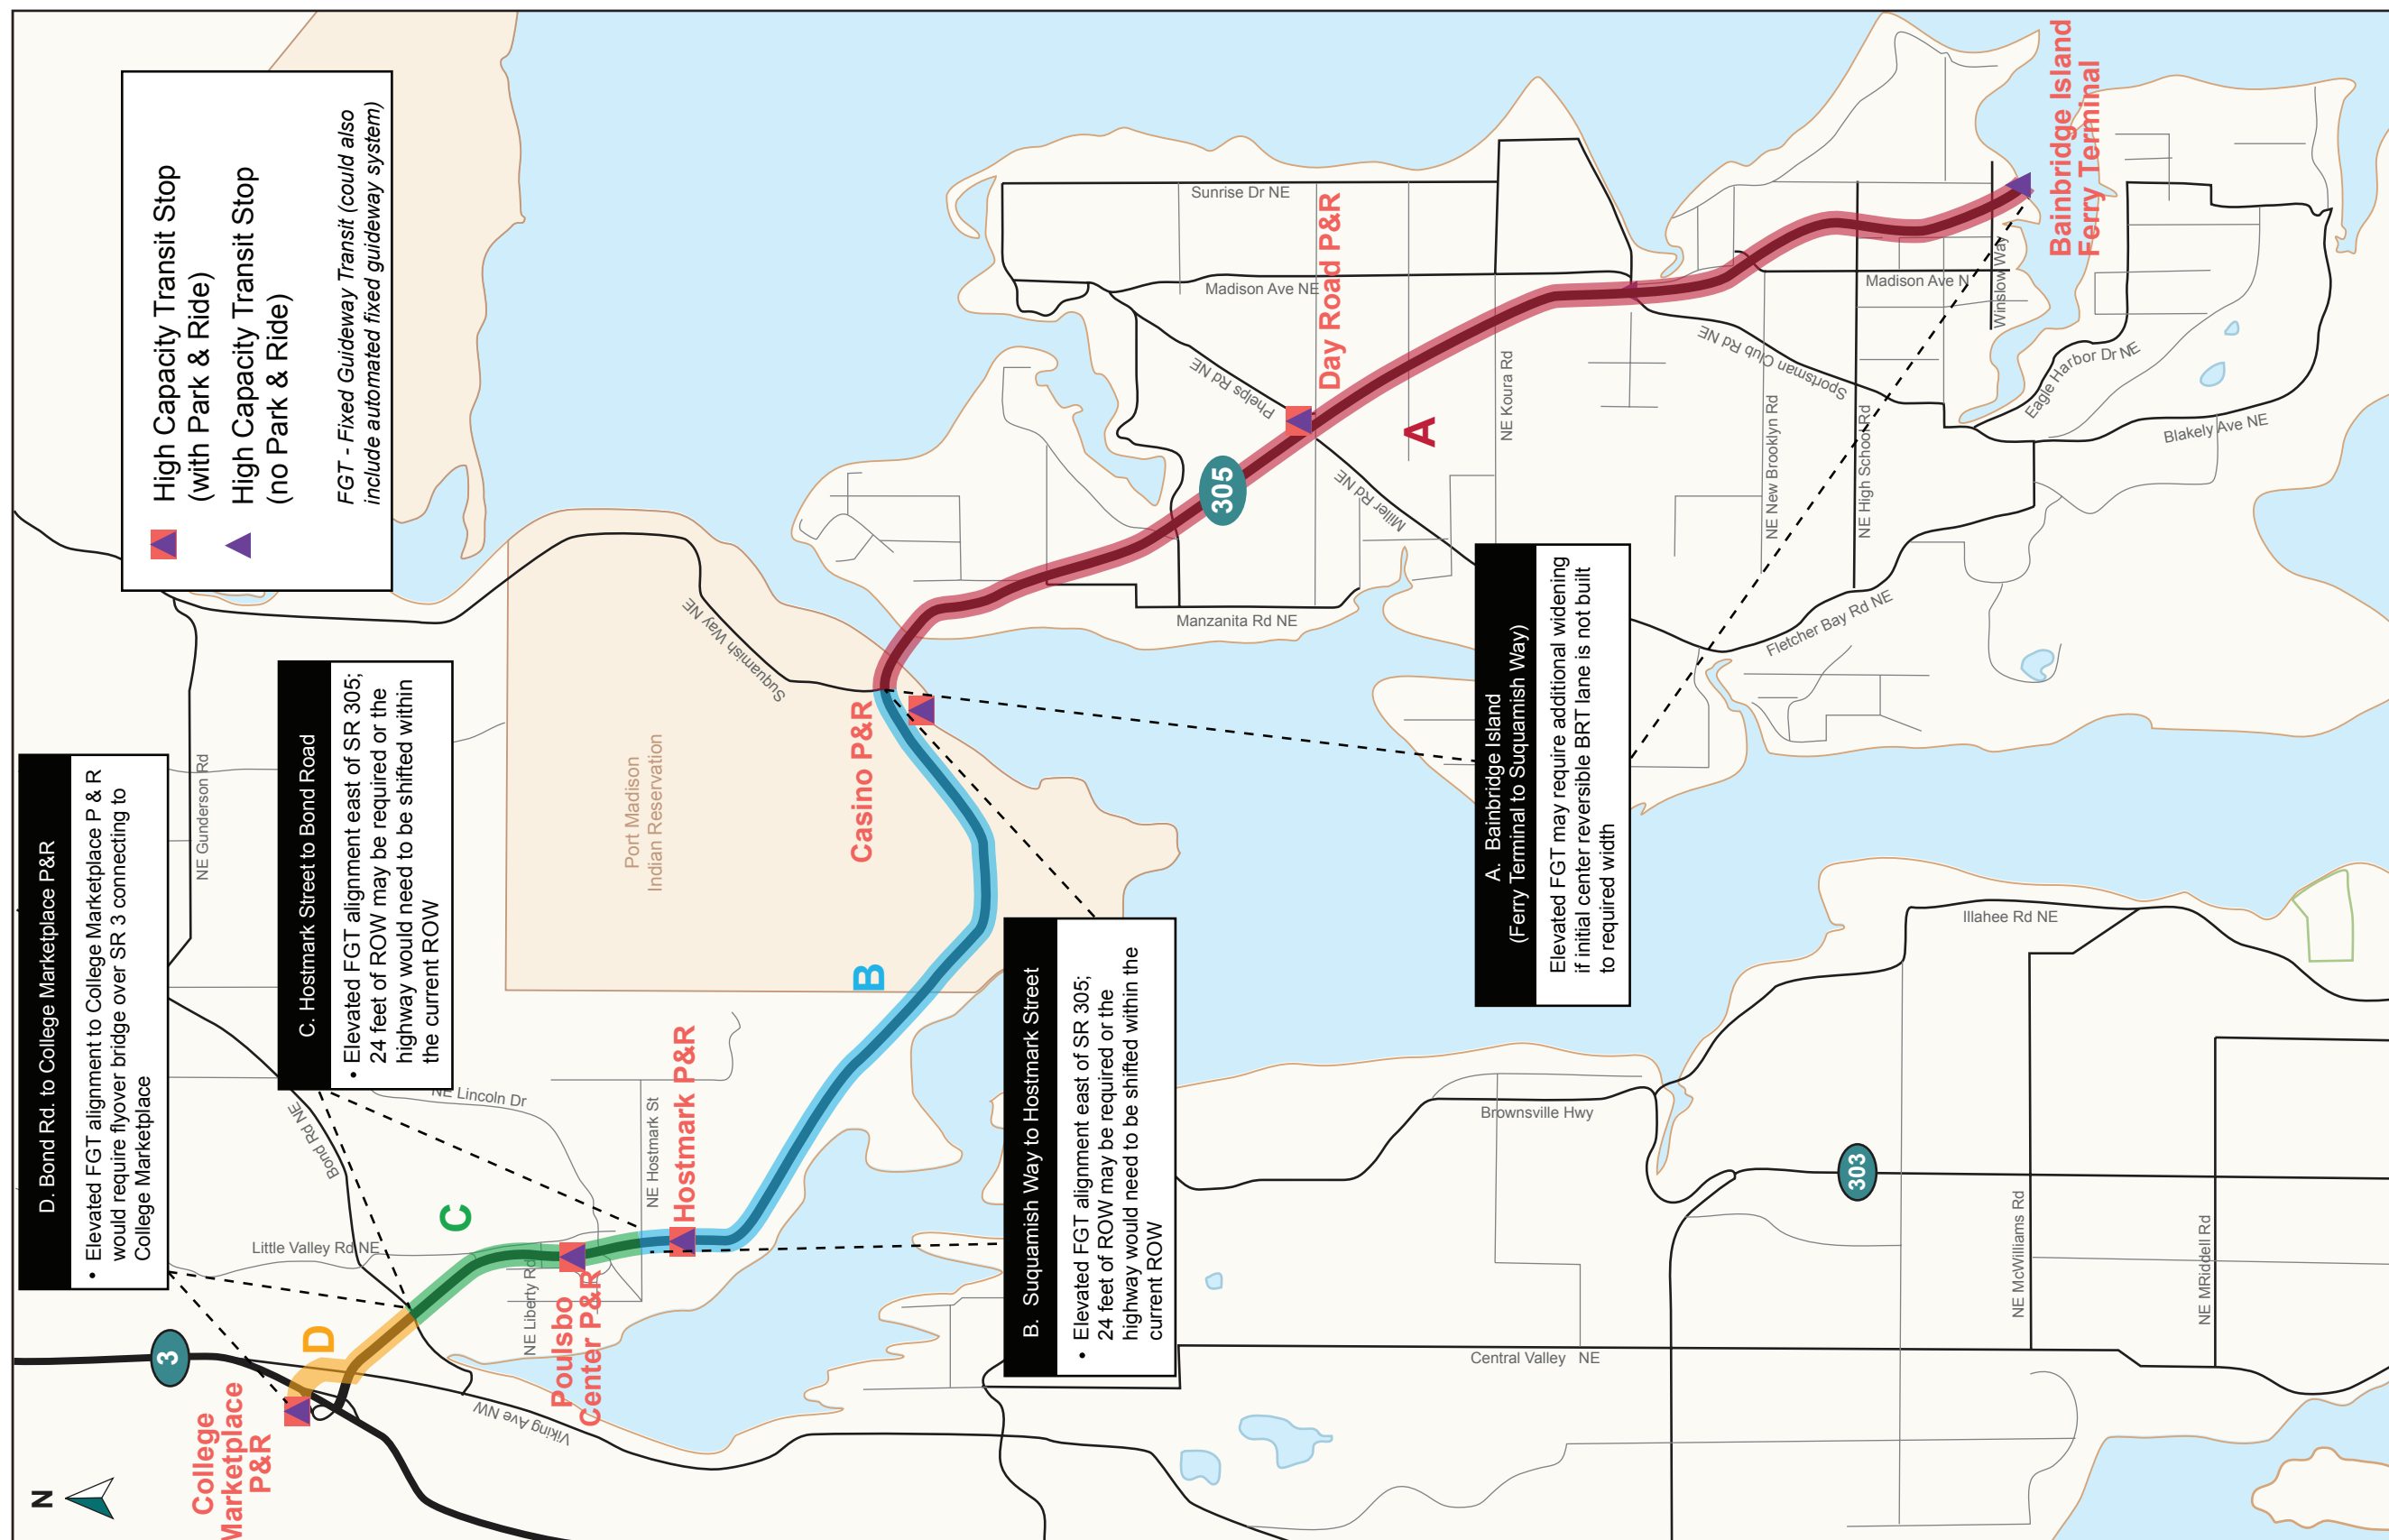 N
High Capacity Transit Stop
(with Park & Ride)
High Capacity Transit Stop
(no Park & Ride)
FGT - Fixed Guideway Transit (could also
include automated fixed guideway system)
D. Bond Rd. to College Marketplace P&R
• Elevated FGT alignment to College Marketplace P & R
would require flyover bridge over SR 3 connecting to
College Marketplace
C. Hostmark Street to Bond Road
• Elevated FGT alignment east of SR 305;
24 feet of ROW may be required or the
highway would need to be shifted within
the current ROW
B. Suquamish Way to Hostmark Street
• Elevated FGT alignment east of SR 305;
24 feet of ROW may be required or the
highway would need to be shifted within the
current ROW
A. Bainbridge Island
(Ferry Terminal to Suquamish Way)
Elevated FGT may require additional widening
if initial center reversible BRT lane is not built
to required width
College
Marketplace
P&R
3
D
Viking Ave NW
NE Gunderson Rd
Bond Rd NE
Little Valley Rd NE
C
NE Lincoln Dr
NE Liberty Rd
Poulsbo
Center P&R
NE Hostmark St
Hostmark P&R
Port Madison
Indian Reservation
B
Casino P&R
Suquamish Way NE
Sunrise Dr NE
Madison Ave NE
Phelps Rd NE
Day Road P&R
305
A
Miller Rd NE
Manzanita Rd NE
NE Koura Rd
Sportsman Club Rd NE
NE New Brooklyn Rd
NE High School Rd
Madison Ave N
Winslow Way
Bainbridge Island
Ferry Terminal
Eagle Harbor Dr NE
Blakely Ave NE
Fletcher Bay Rd NE
Illahee Rd NE
Brownsville Hwy
303
NE McWilliams Rd
NE MRiddell Rd
Central Valley NE